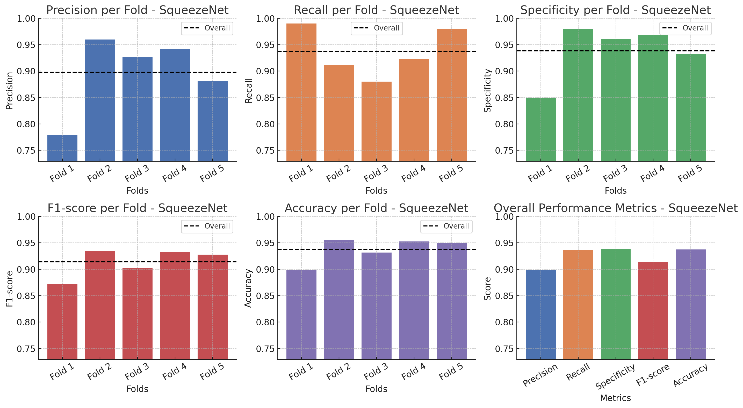 Precision per Fold - SqueezeNet
Precision
1.00
0.95
0.90
0.85
0.80
0.75
Overall
Fold 1
Fold 2
Fold 3
Fold 4
Fold 5
Folds
Recall per Fold - SqueezeNet
Recall
1.00
0.95
0.90
0.85
0.80
0.75
Overall
Fold 1
Fold 2
Fold 3
Fold 4
Fold 5
Folds
Specificity per Fold - SqueezeNet
Specificity
1.00
0.95
0.90
0.85
0.80
0.75
Overall
Fold 1
Fold 2
Fold 3
Fold 4
Fold 5
Folds
F1-score per Fold - SqueezeNet
F1-score
1.00
0.95
0.90
0.85
0.80
0.75
Overall
Fold 1
Fold 2
Fold 3
Fold 4
Fold 5
Folds
Accuracy per Fold - SqueezeNet
Accuracy
1.00
0.95
0.90
0.85
0.80
0.75
Overall
Fold 1
Fold 2
Fold 3
Fold 4
Fold 5
Folds
Overall Performance Metrics - SqueezeNet
Score
1.00
0.95
0.90
0.85
0.80
0.75
Precision
Recall
Specificity
F1-score
Accuracy
Metrics